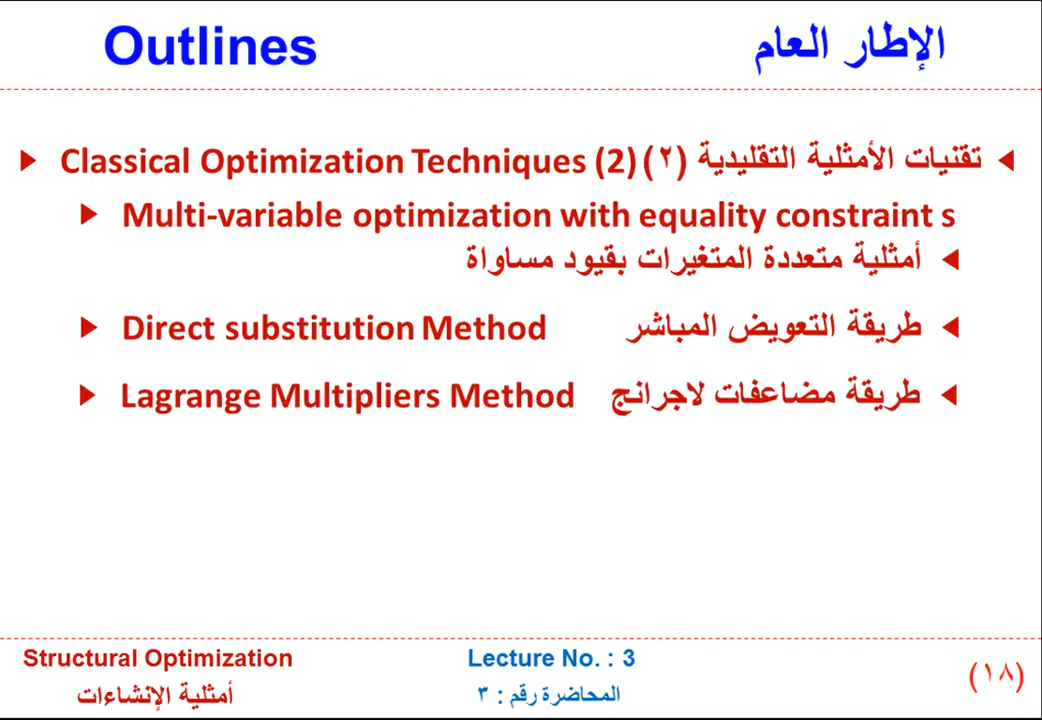 Outlines الإطار العام
Classical Optimization Techniques (2) تقنيات الأمثلية التقليدية (٢)
Multi-variable optimization with equality constraint s
أمثلية متعددة المتغيرات بقيود مساواة
Direct substitution Method طريقة التعويض المباشر
Lagrange Multipliers Method طريقة مضاعفات لاجرانج
Structural Optimization Lecture No. : 3
أمثلية الإنشاءات المحاضرة رقم : ٣ (١٨)